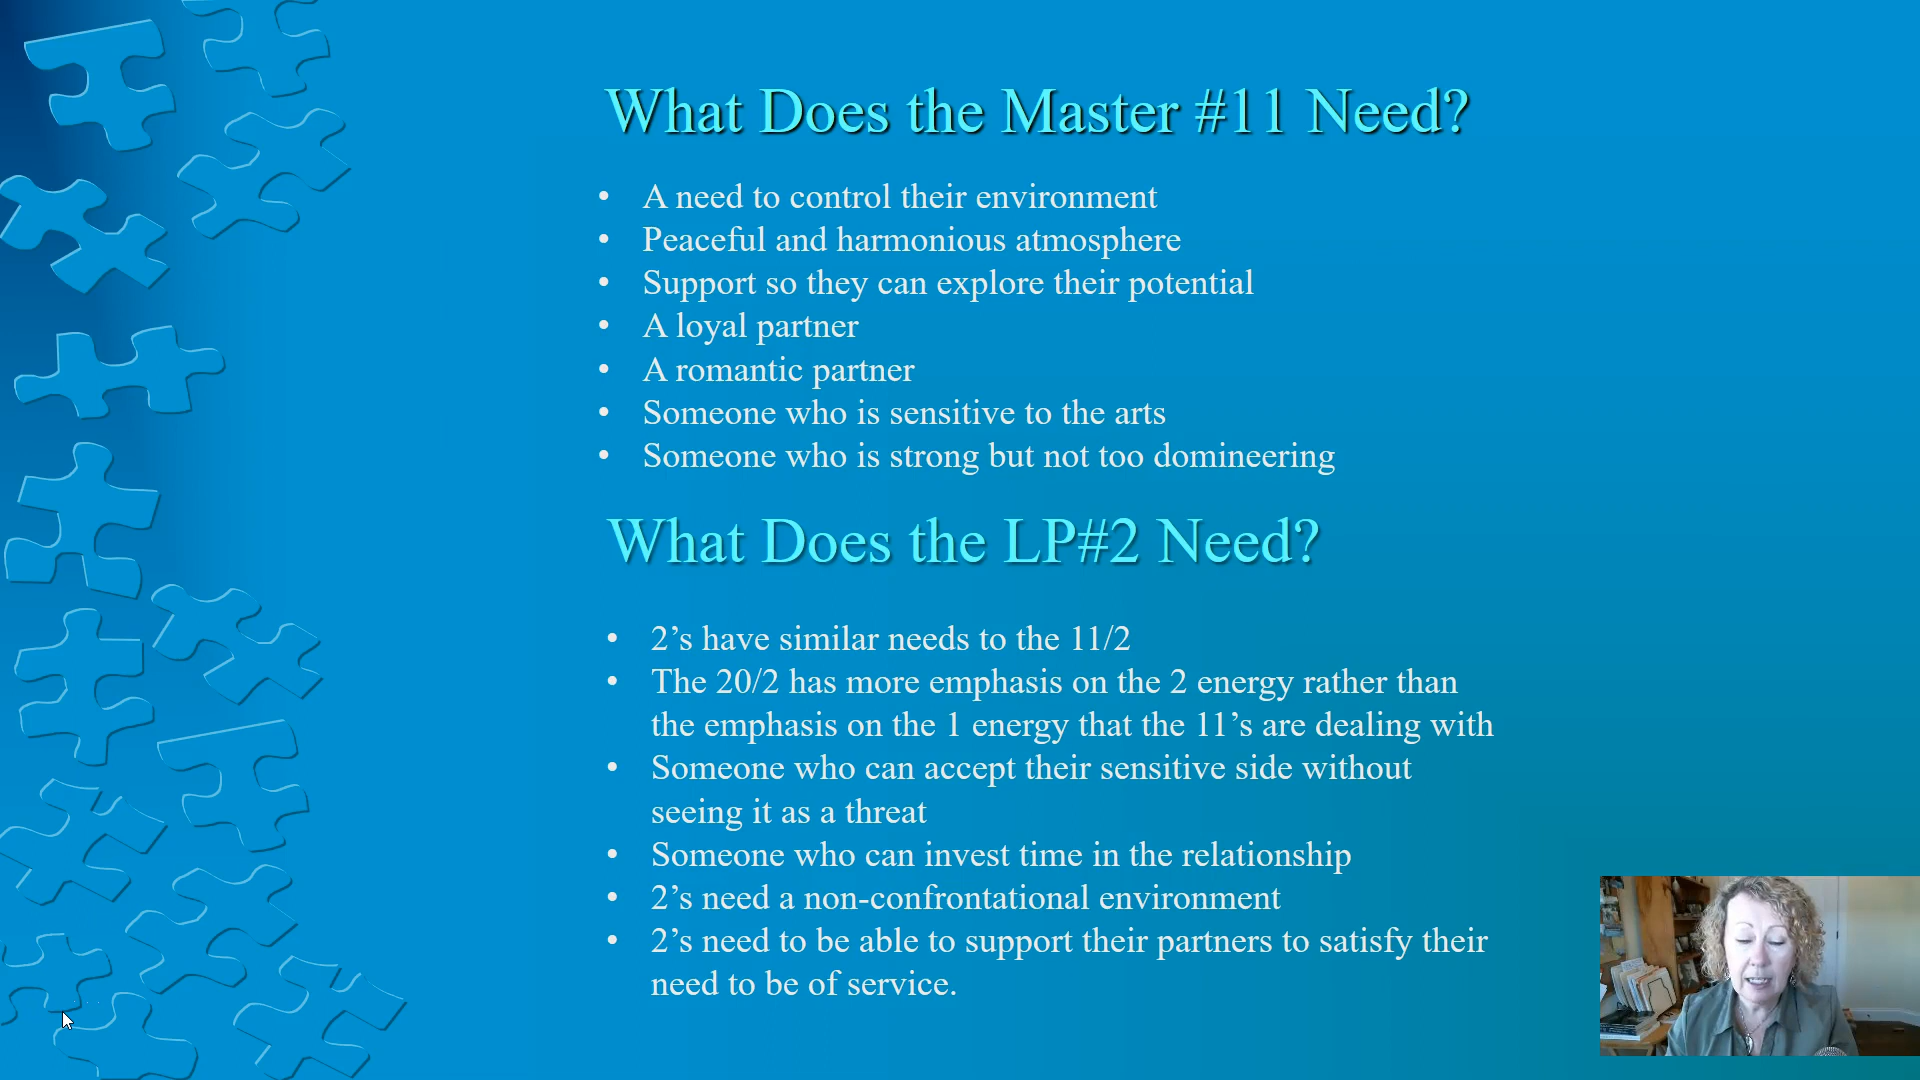 What Does the Master #11 Need?
• A need to control their environment
• Peaceful and harmonious atmosphere
• Support so they can explore their potential
• A loyal partner
• A romantic partner
• Someone who is sensitive to the arts
• Someone who is strong but not too domineering
What Does the LP#2 Need?
• 2’s have similar needs to the 11/2
• The 20/2 has more emphasis on the 2 energy rather than
the emphasis on the 1 energy that the 11’s are dealing with
• Someone who can accept their sensitive side without
seeing it as a threat
• Someone who can invest time in the relationship
• 2’s need a non-confrontational environment
• 2’s need to be able to support their partners to satisfy their
need to be of service.